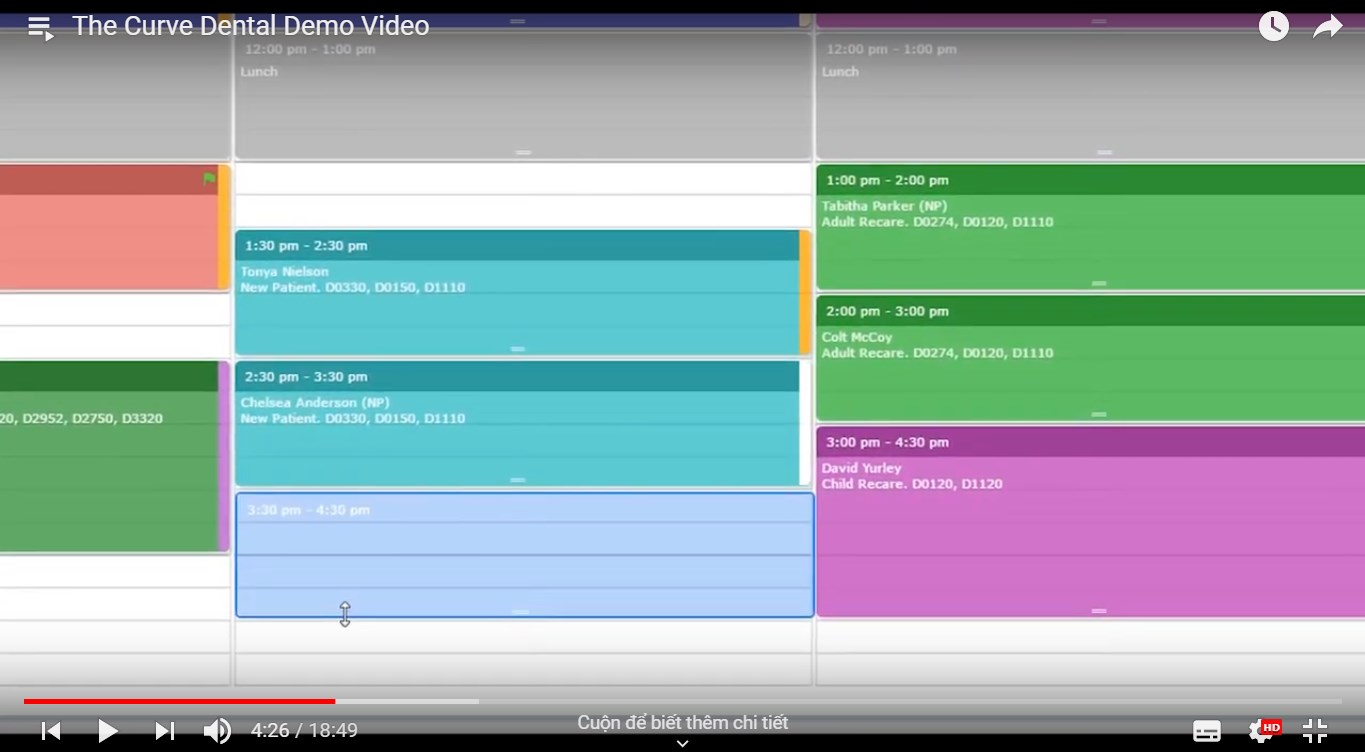 The Curve Dental Demo Video
12:00 pm - 1:00 pm
Lunch
12:00 pm - 1:00 pm
Lunch
20, D2952, D2750, D3320
1:30 pm - 2:30 pm
Tonya Nielson
New Patient. D0330, D0150, D1110
2:30 pm - 3:30 pm
Chelsea Anderson (NP)
New Patient. D0330, D0150, D1110
3:30 pm - 4:30 pm
1:00 pm - 2:00 pm
Tabitha Parker (NP)
Adult Recare. D0274, D0120, D1110
2:00 pm - 3:00 pm
Colt McCoy
Adult Recare. D0274, D0120, D1110
3:00 pm - 4:30 pm
David Yurley
Child Recare. D0120, D1120
4:26 / 18:49
Cuộn để biết thêm chi tiết
HD